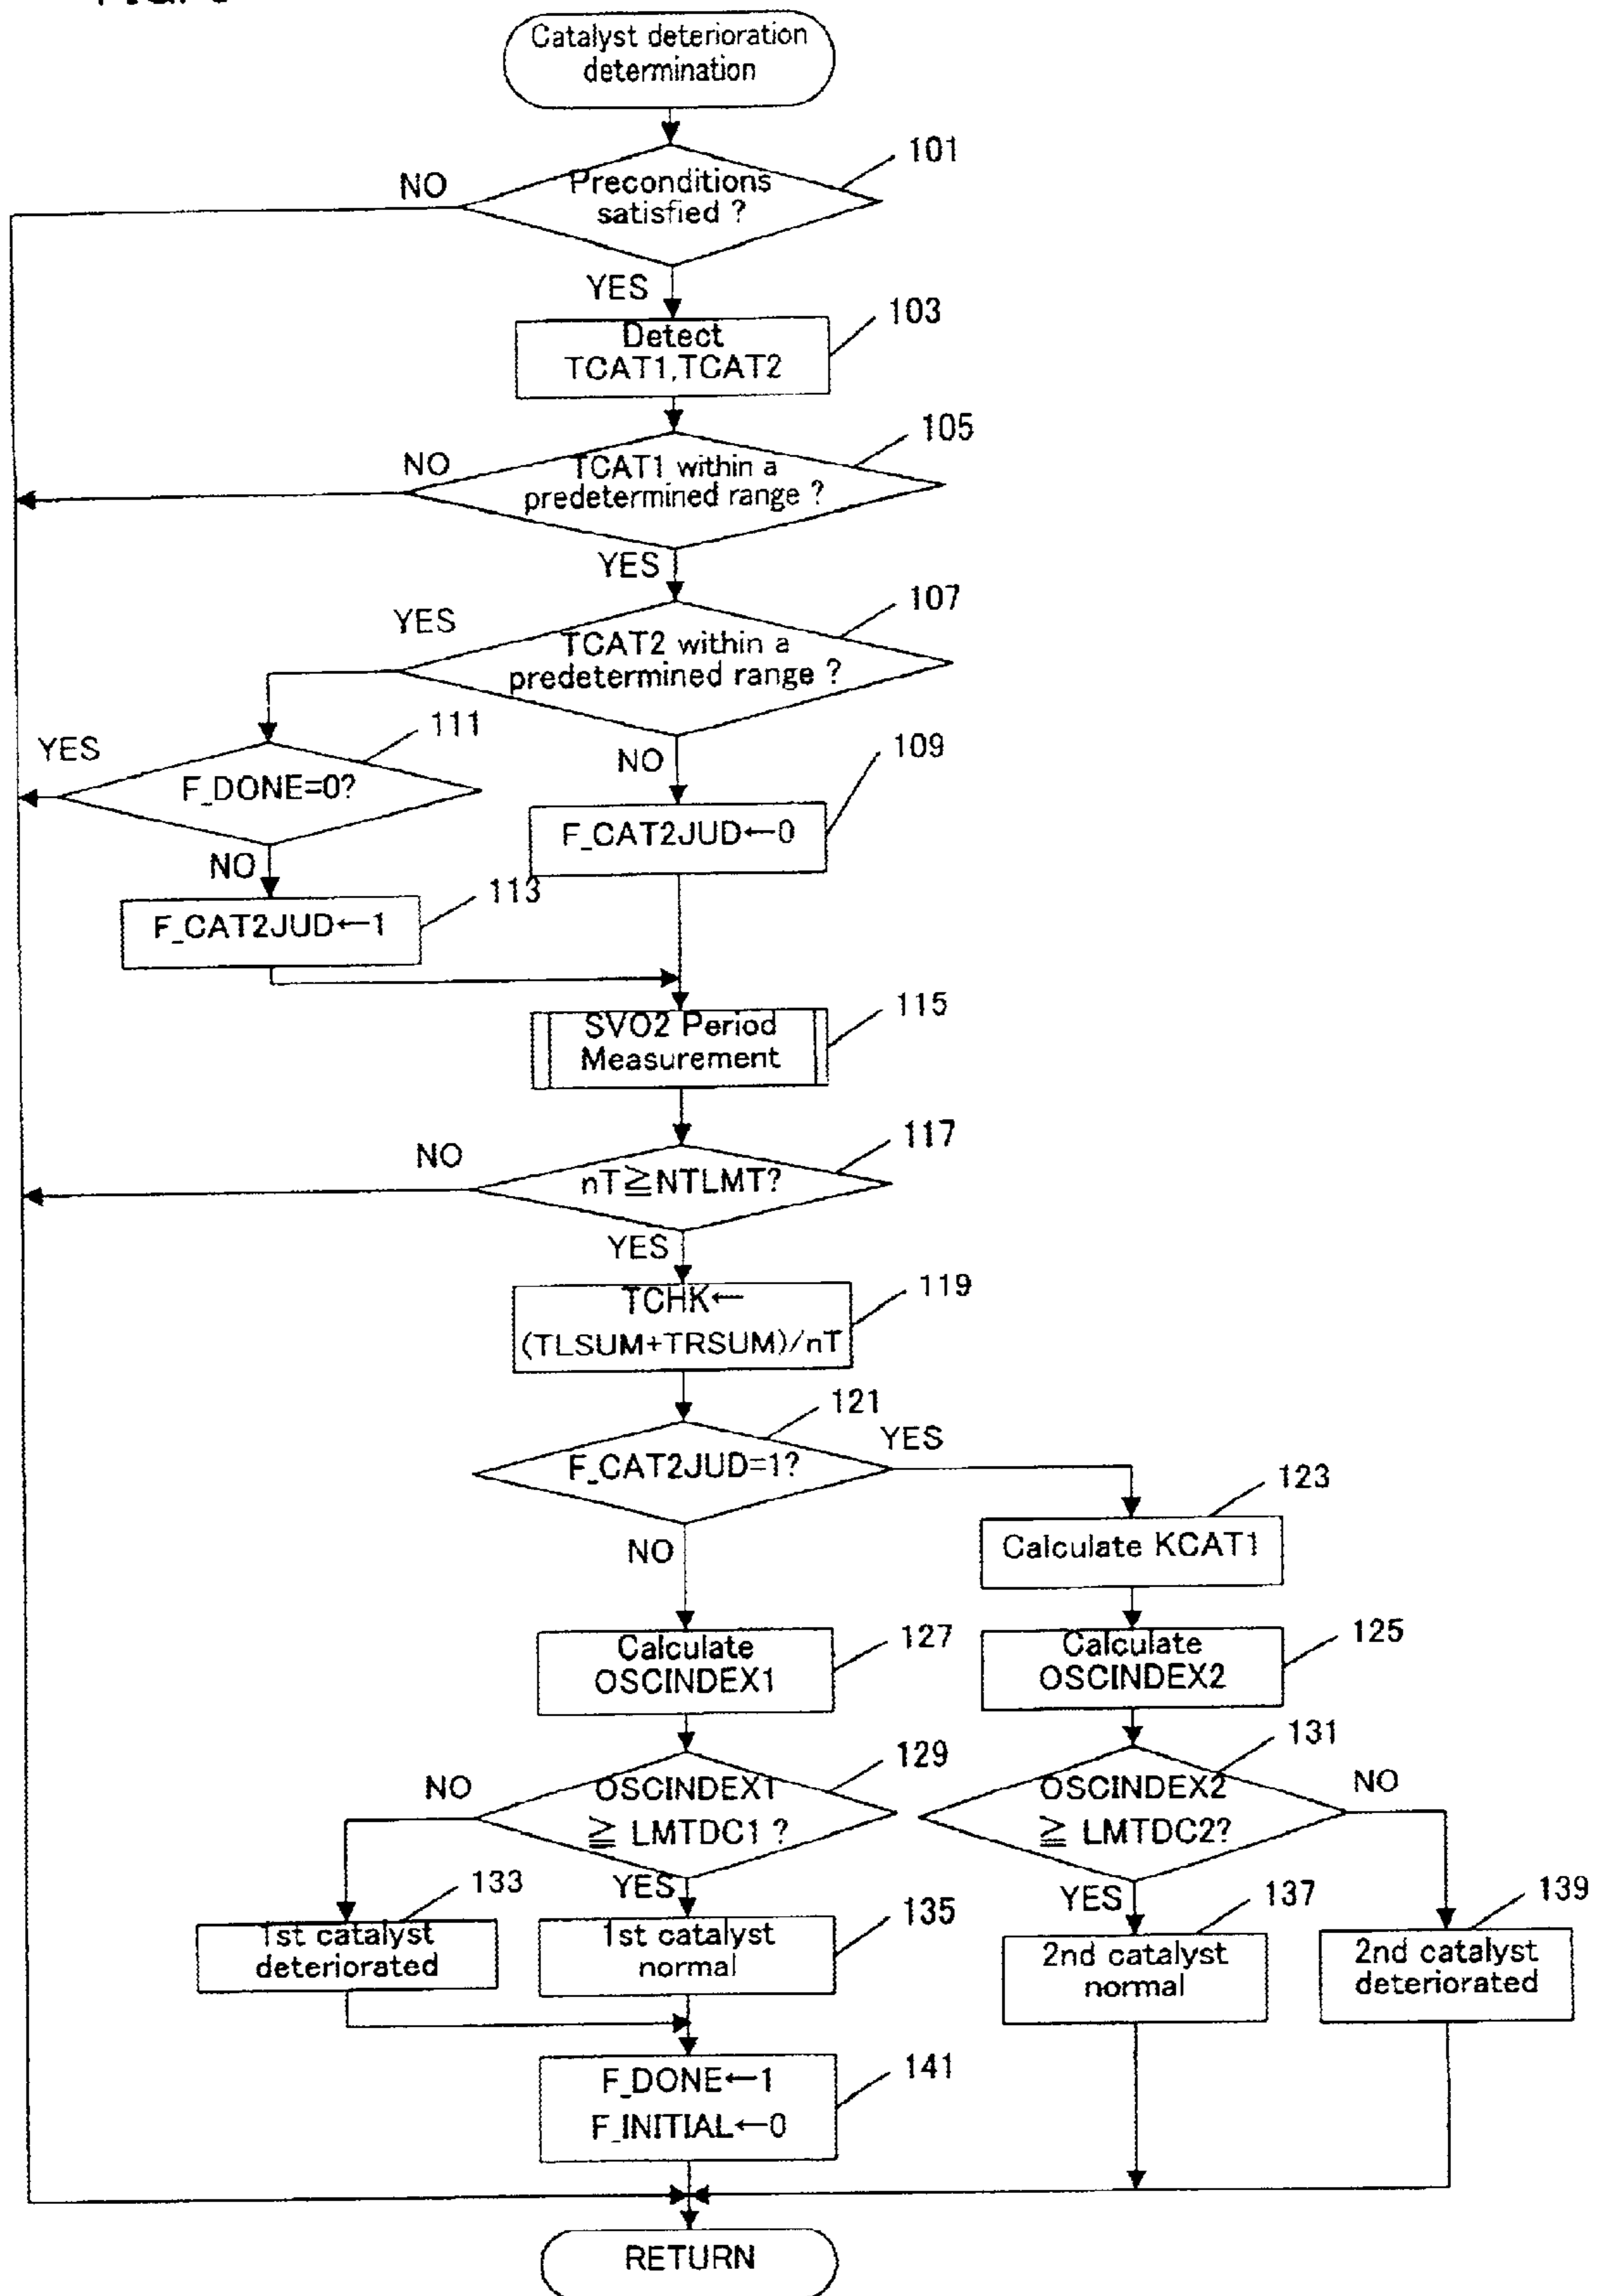 Catalyst deterioration
determination
101
NO
Preconditions
satisfied ?
YES
103
Detect
TCAT1,TCAT2
105
NO
TCAT1 within a
predetermined range ?
YES
107
YES
TCAT2 within a
predetermined range ?
111
YES
F_DONE=0?
NO
109
F_CAT2JUD←0
NO
113
F_CAT2JUD←1
115
SVO2 Period
Measurement
117
NO
nT≧NTLMT?
YES
119
TCHK←
(TLSUM+TRSUM)/nT
121
YES
F_CAT2JUD=1?
123
NO
Calculate KCAT1
127
Calculate
OSCINDEX1
125
Calculate
OSCINDEX2
129
NO
OSCINDEX1
≧ LMTDC1 ?
131
NO
OSCINDEX2
≧ LMTDC2?
133
YES
135
YES
137
139
1st catalyst
deteriorated
1st catalyst
normal
2nd catalyst
normal
2nd catalyst
deteriorated
141
F_DONE←1
F_INITIAL←0
RETURN